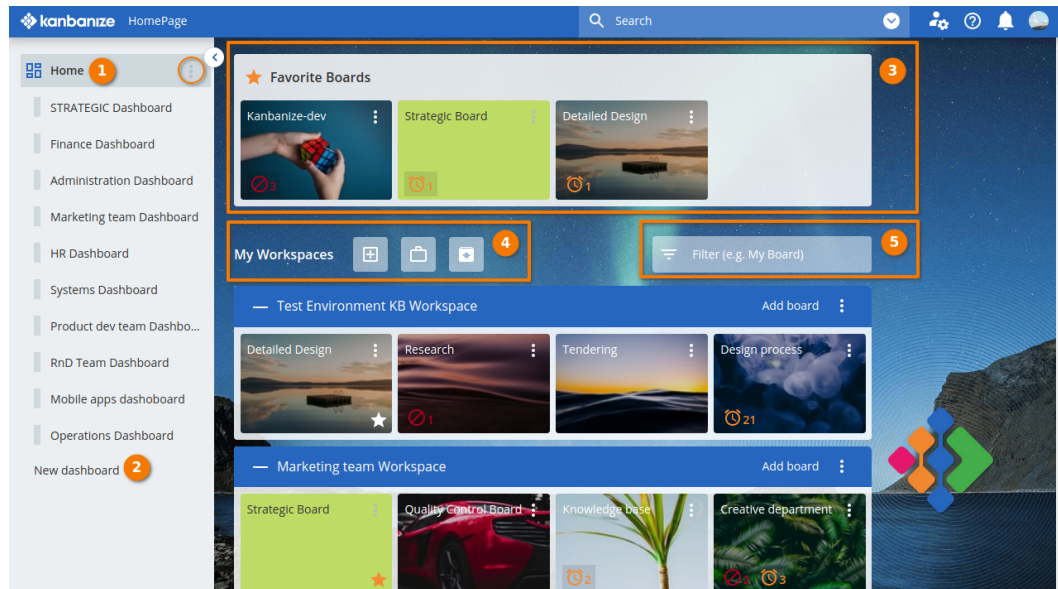 kanbanıze HomePage
Search
Home
1
STRATEGIC Dashboard
Finance Dashboard
Administration Dashboard
Marketing team Dashboard
HR Dashboard
Systems Dashboard
Product dev team Dashbo...
RnD Team Dashboard
Mobile apps dashoboard
Operations Dashboard
New dashboard
2
Favorite Boards
3
Kanbanize-dev
Strategic Board
Detailed Design
3
1
1
My Workspaces
4
Filter (e.g. My Board)
5
Test Environment KB Workspace
Add board
Detailed Design
Research
Tendering
Design process
1
21
Marketing team Workspace
Add board
Strategic Board
Quality Control Board
Knowledge base
Creative department
2
3